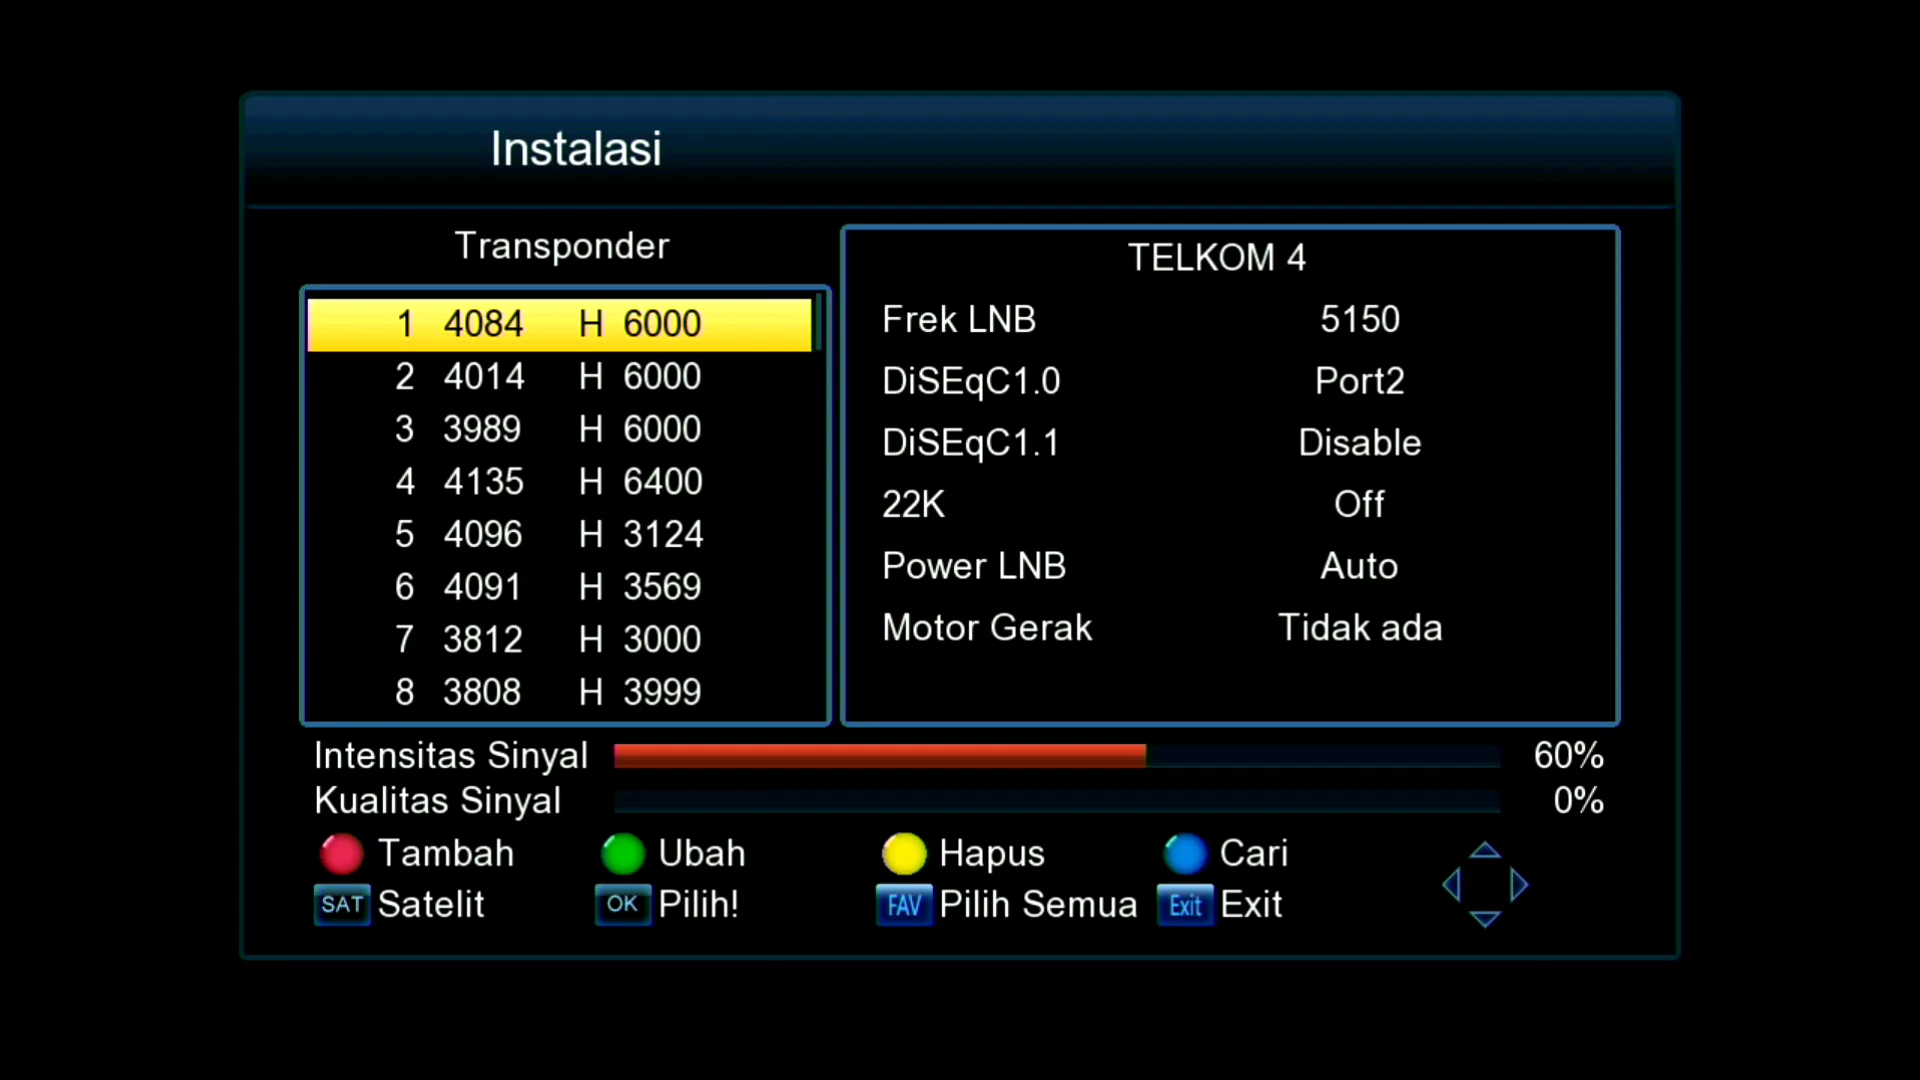 Instalasi
Transponder
1 4084 H 6000
2 4014 H 6000
3 3989 H 6000
4 4135 H 6400
5 4096 H 3124
6 4091 H 3569
7 3812 H 3000
8 3808 H 3999
TELKOM 4
Frek LNB 5150
DiSEqC1.0 Port2
DiSEqC1.1 Disable
22K Off
Power LNB Auto
Motor Gerak Tidak ada
Intensitas Sinyal 60%
Kualitas Sinyal 0%
Tambah Ubah Hapus Cari
SAT Satelit OK Pilih! FAV Pilih Semua Exit Exit